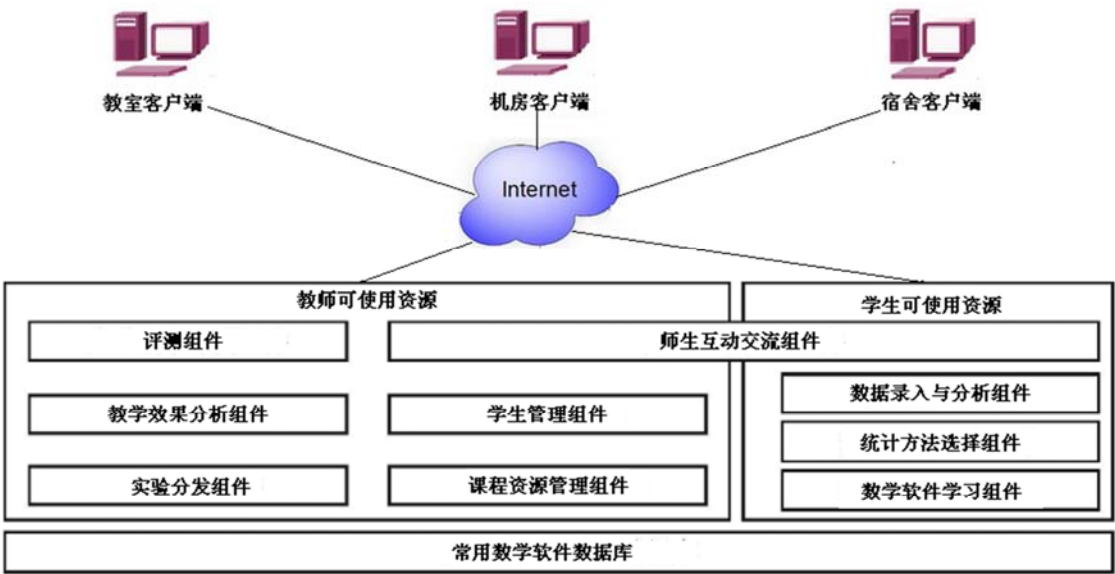 教室客户端
机房客户端
宿舍客户端
Internet
教师可使用资源
学生可使用资源
评测组件
师生互动交流组件
教学效果分析组件
学生管理组件
数据录入与分析组件
统计方法选择组件
实验分发组件
课程资源管理组件
数学软件学习组件
常用数学软件数据库